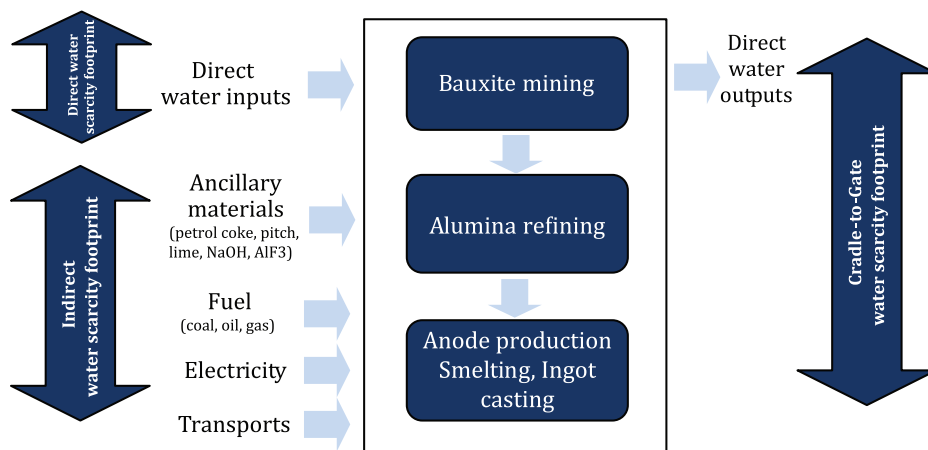 Direct water
scarcity footprint
Direct
water inputs
Bauxite mining
Direct
water
outputs
Indirect
water scarcity footprint
Ancillary
materials
(petrol coke, pitch,
lime, NaOH, AlF3)
Alumina refining
Cradle-to-Gate
water scarcity footprint
Fuel
(coal, oil, gas)
Electricity
Transports
Anode production
Smelting, Ingot
casting